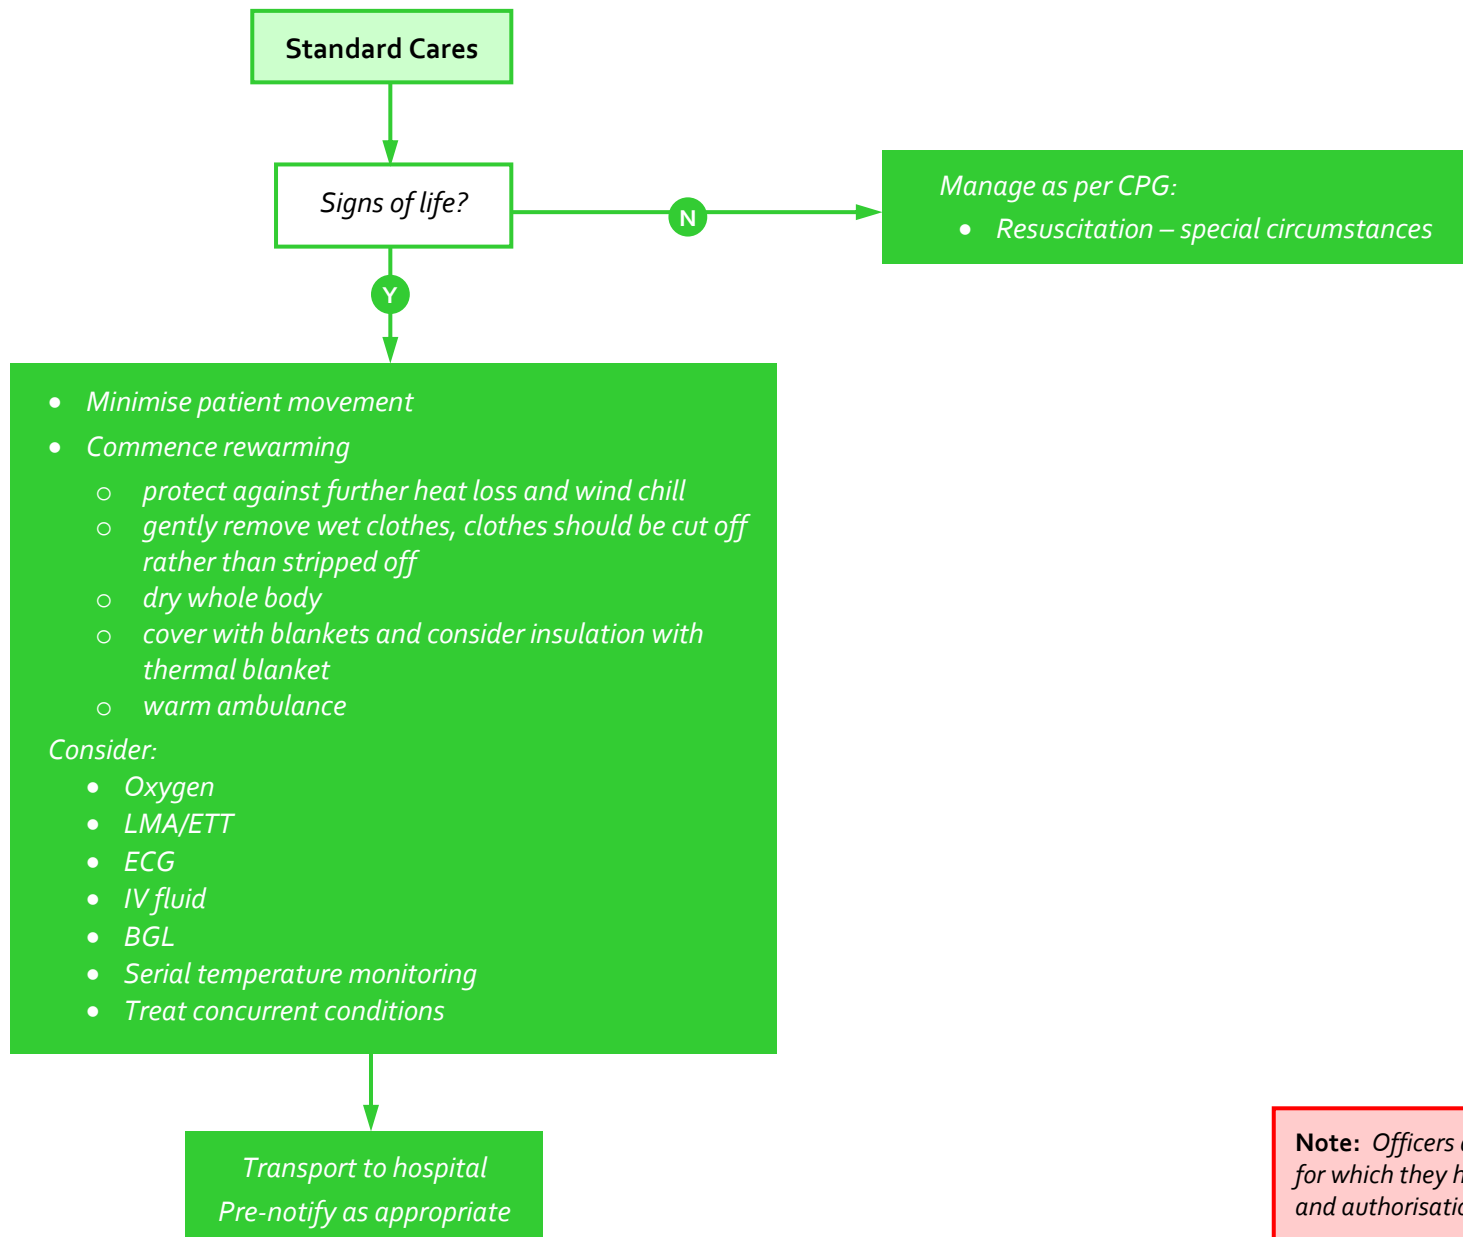 Standard Cares
Signs of life?
N
Manage as per CPG:
• Resuscitation – special circumstances
Y
• Minimise patient movement
• Commence rewarming
o protect against further heat loss and wind chill
o gently remove wet clothes, clothes should be cut off
rather than stripped off
o dry whole body
o cover with blankets and consider insulation with
thermal blanket
o warm ambulance
Consider:
• Oxygen
• LMA/ETT
• ECG
• IV fluid
• BGL
• Serial temperature monitoring
• Treat concurrent conditions
Transport to hospital
Pre-notify as appropriate
Note: Officers
for which they
and